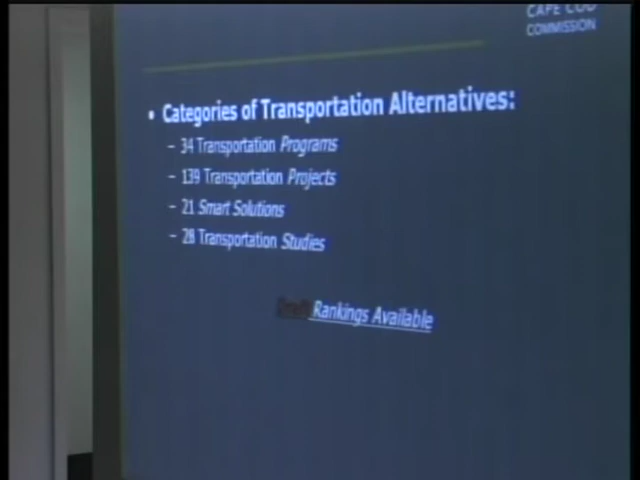 CAPE COD
COMMISSION
• Categories of Transportation Alternatives:
– 34 Transportation Programs
– 139 Transportation Projects
– 21 Smart Solutions
– 28 Transportation Studies
Draft Rankings Available